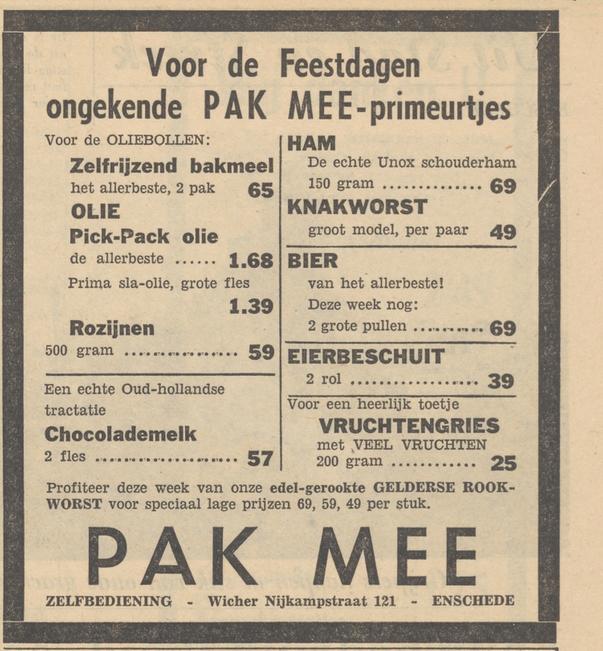 Voor de Feestdagen
ongekende PAK MEE-primeurtjes
Voor de OLIEBOLLEN:
Zelfrijzend bakmeel
het allerbeste, 2 pak 65
OLIE
Pick-Pack olie
de allerbeste ...... 1.68
Prima sla-olie, grote fles
1.39
Rozijnen
500 gram ................ 59
Een echte Oud-hollandse
tractatie
Chocolademelk
2 fles .................... 57
HAM
De echte Unox schouderham
150 gram .............. 69
KNAKWORST
groot model, per paar 49
BIER
van het allerbeste!
Deze week nog:
2 grote pullen .......... 69
EIERBESCHUIT
2 rol .................. 39
Voor een heerlijk toetje
VRUCHTENGRIES
met VEEL VRUCHTEN
200 gram ............ 25
Profiteer deze week van onze edel-gerookte GELDERSE ROOK-
WORST voor speciaal lage prijzen 69, 59, 49 per stuk.
PAK MEE
ZELFBEDIENING - Wicher Nijkampstraat 121 - ENSCHEDE